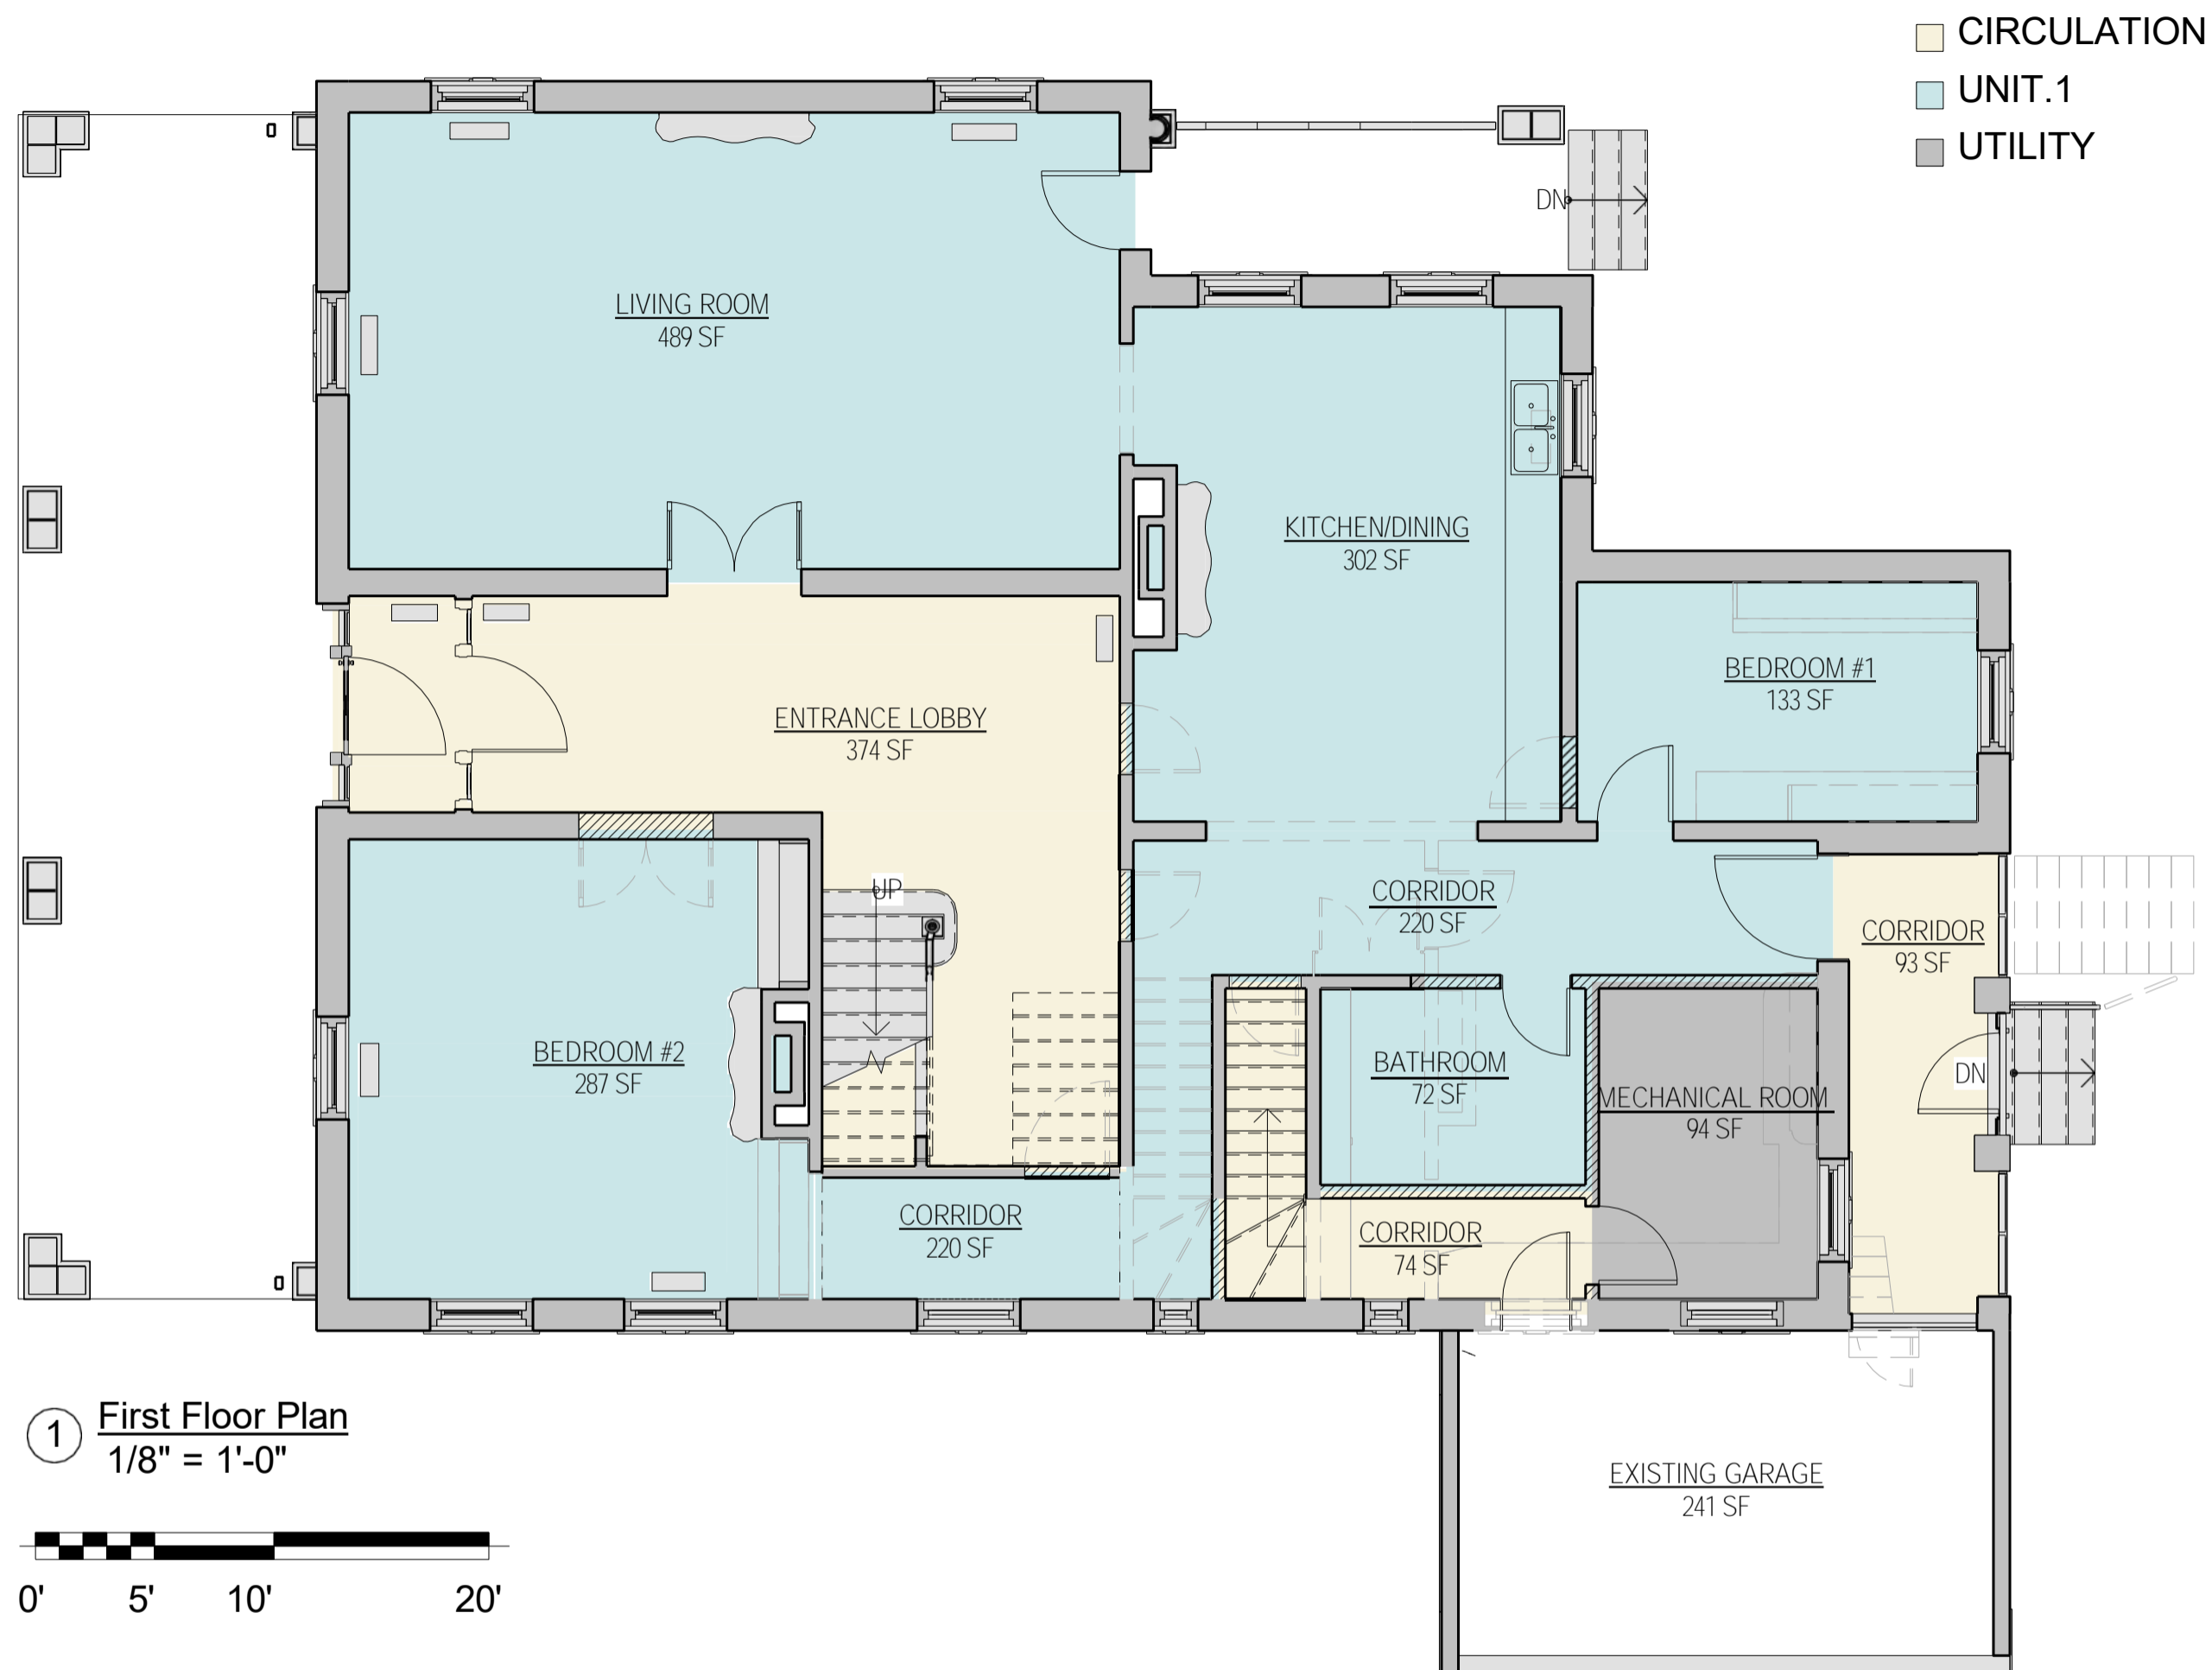 CIRCULATION
UNIT.1
UTILITY
DN
LIVING ROOM
489 SF
KITCHEN/DINING
302 SF
BEDROOM #1
133 SF
ENTRANCE LOBBY
374 SF
UP
CORRIDOR
220 SF
CORRIDOR
93 SF
BEDROOM #2
287 SF
BATHROOM
72 SF
DN
MECHANICAL ROOM
94 SF
CORRIDOR
220 SF
CORRIDOR
74 SF
1
First Floor Plan
1/8" = 1'-0"
EXISTING GARAGE
241 SF
0' 5' 10' 20'